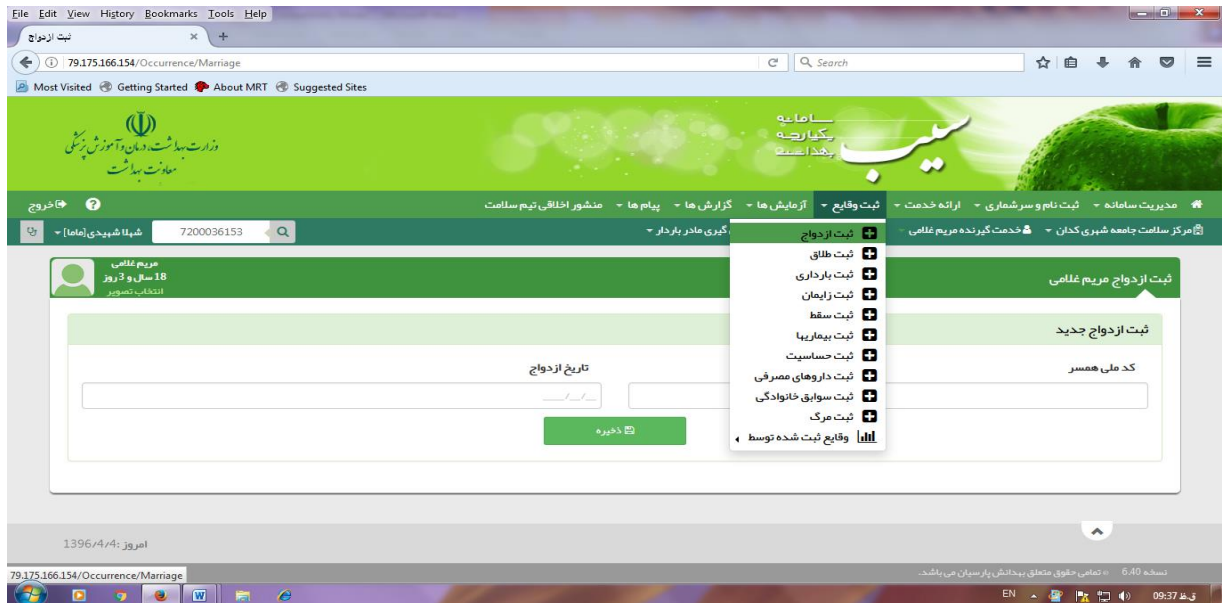 File Edit View History Bookmarks Tools Help
ثبت ازدواج × +
79.175.166.154/Occurrence/Marriage Search
Most Visited Getting Started About MRT Suggested Sites
وزارت بهداشت، درمان و آموزش پزشکی
معاونت بهداشت
سامانه
یکپارچه
بهداشت
سیب
مدیریت سامانه ثبت نام و سرشماری ارائه خدمت ثبت وقایع آزمایش ها گزارش ها پیام ها منشور اخلاقی تیم سلامت ? خروج
مرکز سلامت جامعه شهری کدان خدمت گیرنده مریم غلامی گیری مادر باردار 7200036153 شهلا شهیدی[ماما]
ثبت ازدواج
ثبت طلاق
ثبت بارداری
ثبت زایمان
ثبت سقط
ثبت بیماریها
ثبت حساسیت
ثبت داروهای مصرفی
ثبت سوابق خانوادگی
ثبت مرگ
وقایع ثبت شده توسط
ثبت ازدواج مریم غلامی
مریم غلامی
18 سال و 3 روز
انتخاب تصویر
ثبت ازدواج جدید
کد ملی همسر تاریخ ازدواج
__/__/____
ذخیره
امروز :1396/4/4
79.175.166.154/Occurrence/Marriage
نسخه 6.40 © تمامی حقوق متعلق بهدانش پارسیان می باشد.
EN 09:37 ق.ظ